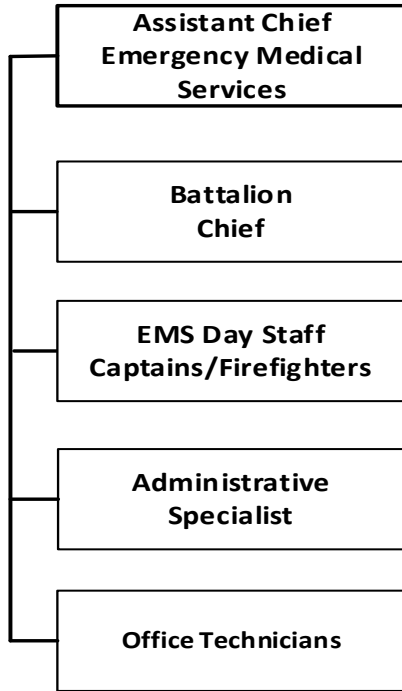 Assistant Chief
Emergency Medical
Services
Battalion
Chief
EMS Day Staff
Captains/Firefighters
Administrative
Specialist
Office Technicians